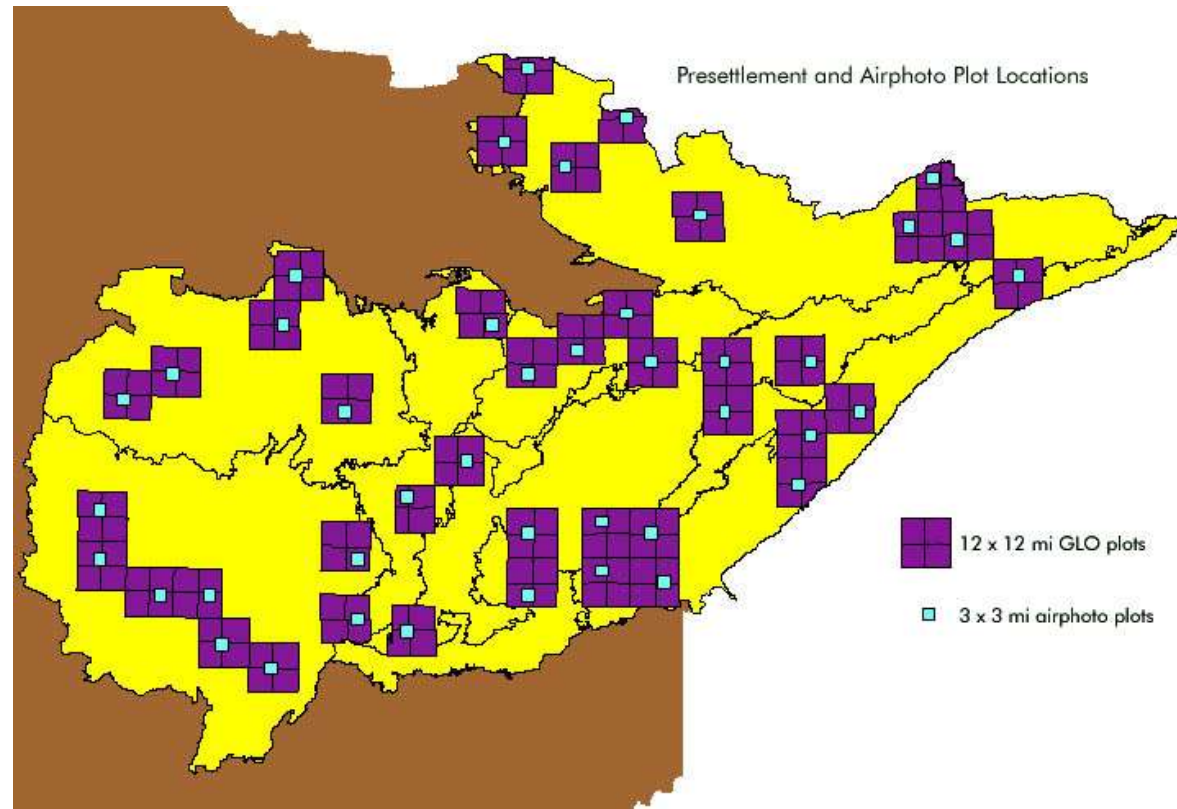 Presettlement and Airphoto Plot Locations
12 x 12 mi GLO plots
3 x 3 mi airphoto plots